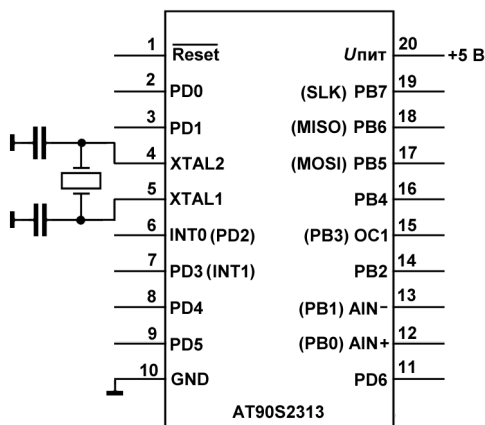 1 Reset Uпит 20 +5 В
2 PD0 (SLK) PB7 19
3 PD1 (MISO) PB6 18
4 XTAL2 (MOSI) PB5 17
5 XTAL1 PB4 16
6 INT0 (PD2) (PB3) OC1 15
7 PD3 (INT1) PB2 14
8 PD4 (PB1) AIN− 13
9 PD5 (PB0) AIN+ 12
10 GND PD6 11
AT90S2313